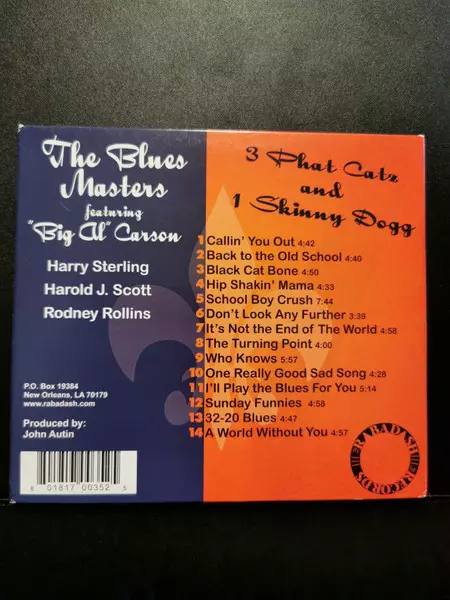 The Blues
Masters
featuring
"Big Al" Carson
Harry Sterling
Harold J. Scott
Rodney Rollins
P.O. Box 19384
New Orleans, LA 70179
www.rabadash.com
Produced by:
John Autin
8 01817 00352 5
3 Phat Catz
and
1 Skinny Dogg
1 Callin' You Out 4:42
2 Back to the Old School 4:40
3 Black Cat Bone 4:50
4 Hip Shakin' Mama 4:33
5 School Boy Crush 7:44
6 Don't Look Any Further 3:39
7 It's Not the End of The World 4:58
8 The Turning Point 4:00
9 Who Knows 5:57
10 One Really Good Sad Song 4:28
11 I'll Play the Blues For You 5:14
12 Sunday Funnies 4:58
13 32-20 Blues 4:47
14 A World Without You 4:57
RABADASH RECORDS